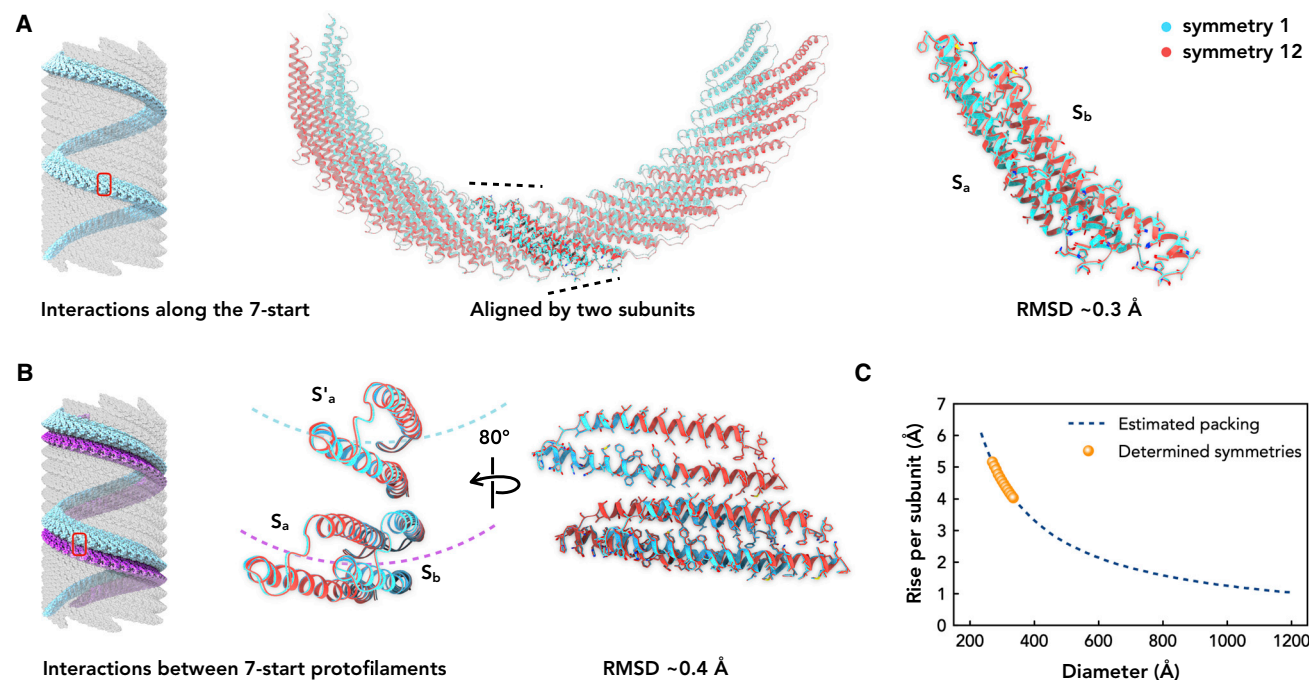 A
symmetry 1
symmetry 12
Sb
Sa
Interactions along the 7-start
Aligned by two subunits
RMSD ~0.3 Å
B
S'a
80°
Sa
Sb
Interactions between 7-start protofilaments
RMSD ~0.4 Å
C
Estimated packing
Determined symmetries
Rise per subunit (Å)
7
6
5
4
3
2
1
0
200 400 600 800 1000 1200
Diameter (Å)